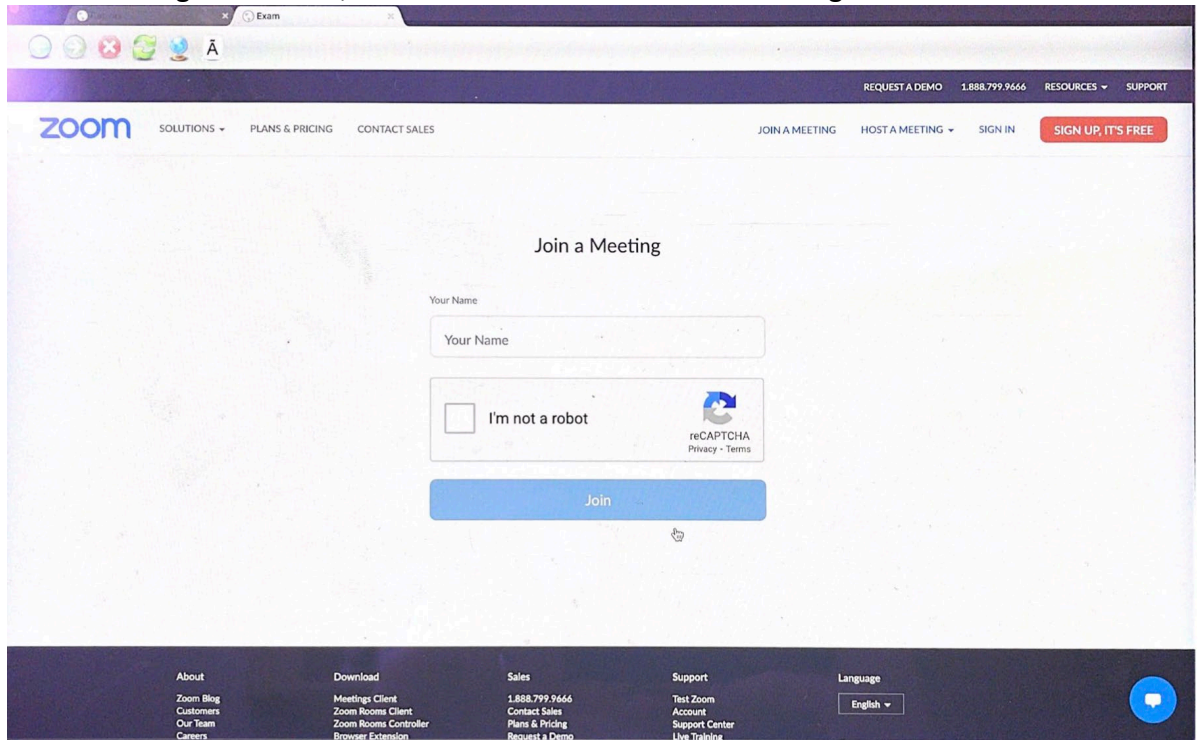 Exam
Ā
REQUEST A DEMO 1.888.799.9666 RESOURCES SUPPORT
zoom SOLUTIONS PLANS & PRICING CONTACT SALES JOIN A MEETING HOST A MEETING SIGN IN SIGN UP, IT'S FREE
Join a Meeting
Your Name
Your Name
I'm not a robot
reCAPTCHA
Privacy - Terms
Join
About Download Sales Support Language
Zoom Blog Meetings Client 1.888.799.9666 Test Zoom English
Customers Zoom Rooms Client Contact Sales Account
Our Team Zoom Rooms Controller Plans & Pricing Support Center
Careers Browser Extension Request a Demo Live Training